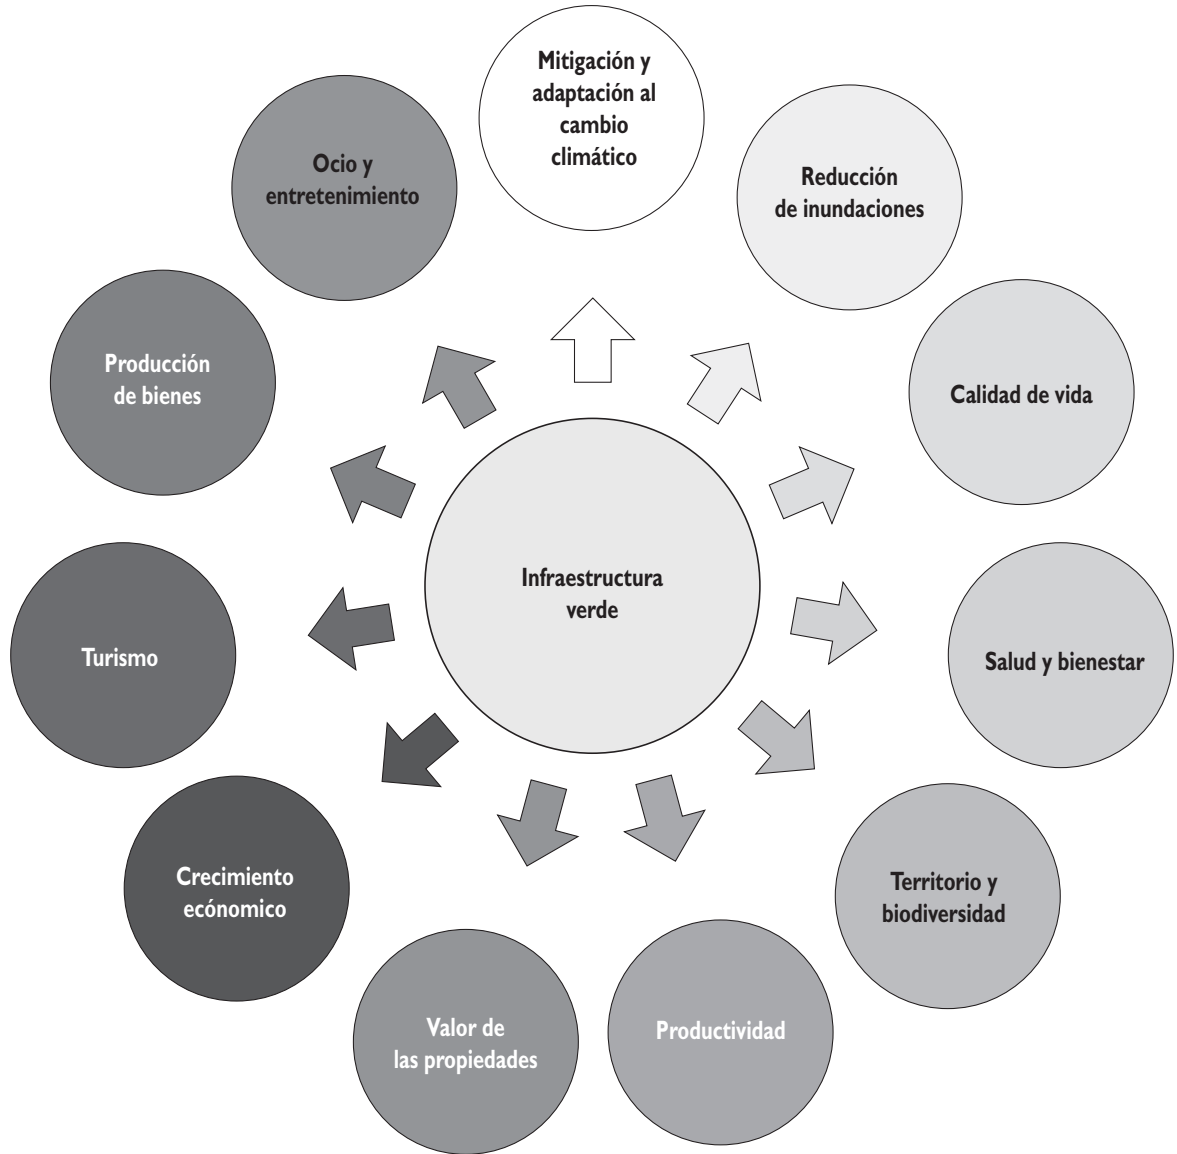 Mitigación y
adaptación al
cambio
climático
Reducción
de inundaciones
Calidad de vida
Salud y bienestar
Territorio y
biodiversidad
Productividad
Valor de
las propiedades
Crecimiento
ecónomico
Turismo
Producción
de bienes
Ocio y
entretenimiento
Infraestructura
verde